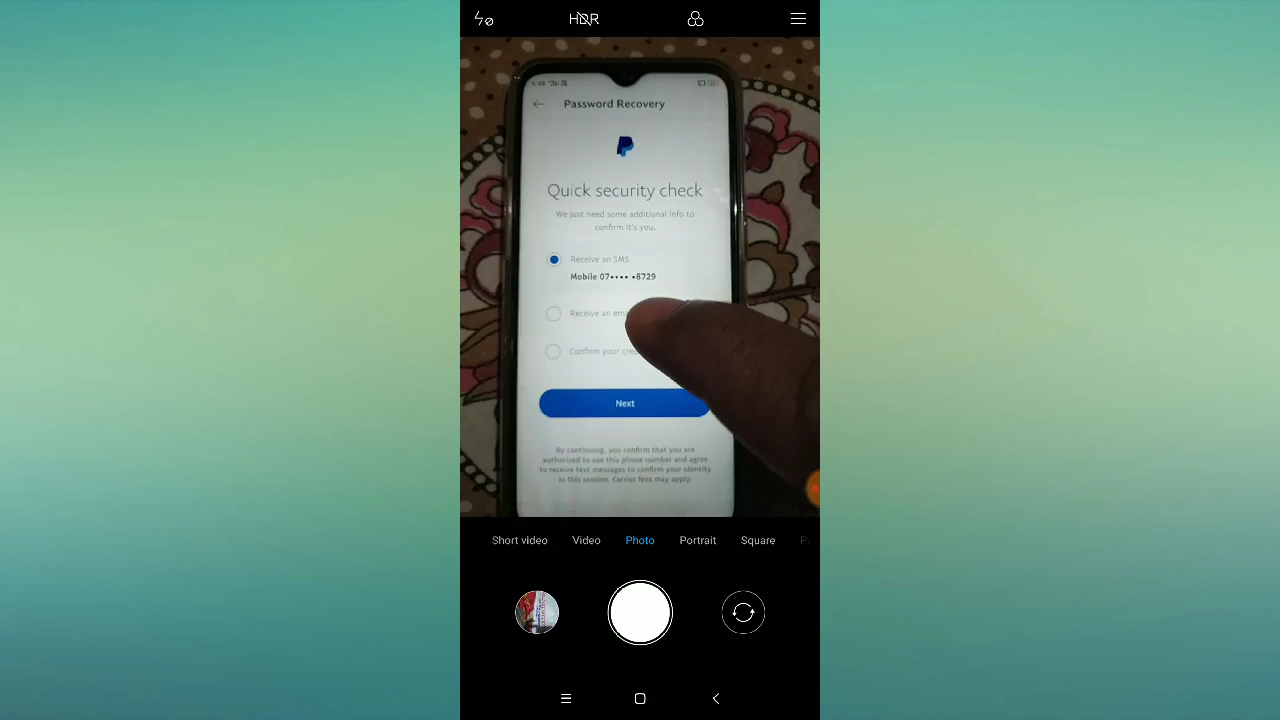 HDR
Password Recovery
Quick security check
We just need some additional info to
confirm it's you.
Receive an SMS
Mobile 07•••• •8729
Receive an
Confirm your
Next
By continuing, you confirm that you are
authorized to use this phone number and agree
to receive text messages to confirm your identity
in this session. Carrier fees may apply.
Short video Video Photo Portrait Square